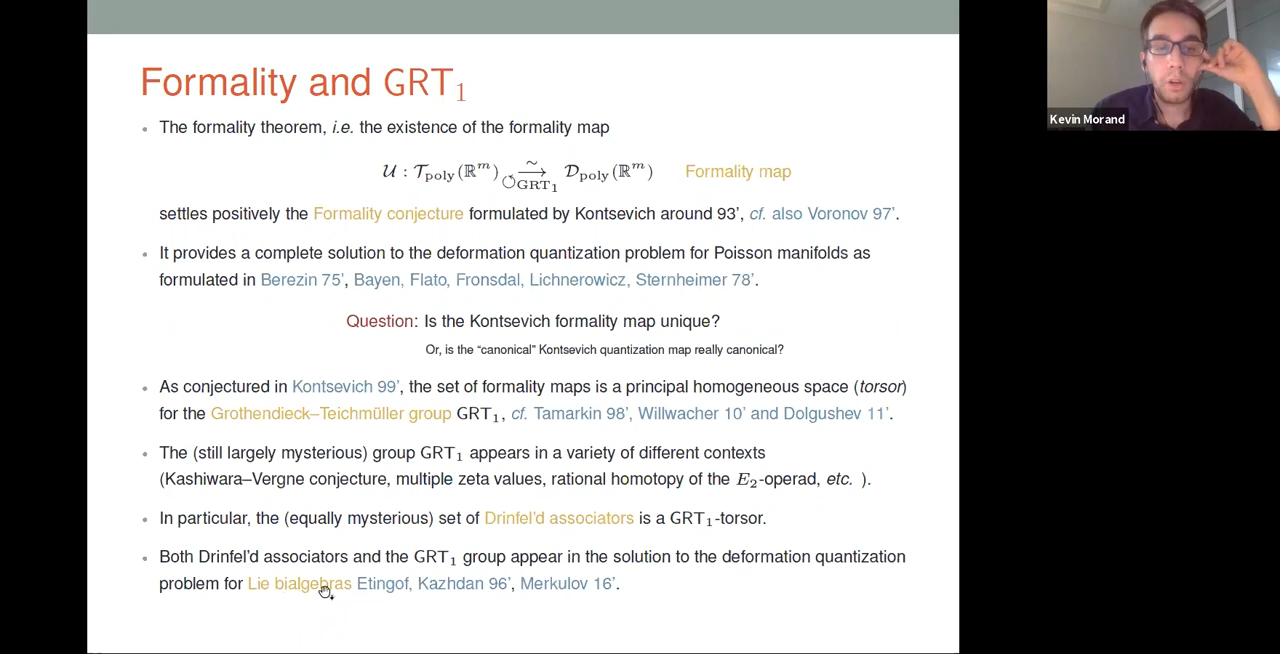 Formality and GRT₁
• The formality theorem, i.e. the existence of the formality map
𝒰 : 𝒯poly(ℝᵐ) ⥲ ↺GRT₁ 𝒟poly(ℝᵐ) Formality map
settles positively the Formality conjecture formulated by Kontsevich around 93’, cf. also Voronov 97’.
• It provides a complete solution to the deformation quantization problem for Poisson manifolds as
formulated in Berezin 75’, Bayen, Flato, Fronsdal, Lichnerowicz, Sternheimer 78’.
Question: Is the Kontsevich formality map unique?
Or, is the “canonical” Kontsevich quantization map really canonical?
• As conjectured in Kontsevich 99’, the set of formality maps is a principal homogeneous space (torsor)
for the Grothendieck–Teichmüller group GRT₁, cf. Tamarkin 98’, Willwacher 10’ and Dolgushev 11’.
• The (still largely mysterious) group GRT₁ appears in a variety of different contexts
(Kashiwara–Vergne conjecture, multiple zeta values, rational homotopy of the E₂-operad, etc. ).
• In particular, the (equally mysterious) set of Drinfel’d associators is a GRT₁-torsor.
• Both Drinfel’d associators and the GRT₁ group appear in the solution to the deformation quantization
problem for Lie bialgebras Etingof, Kazhdan 96’, Merkulov 16’.
Kevin Morand